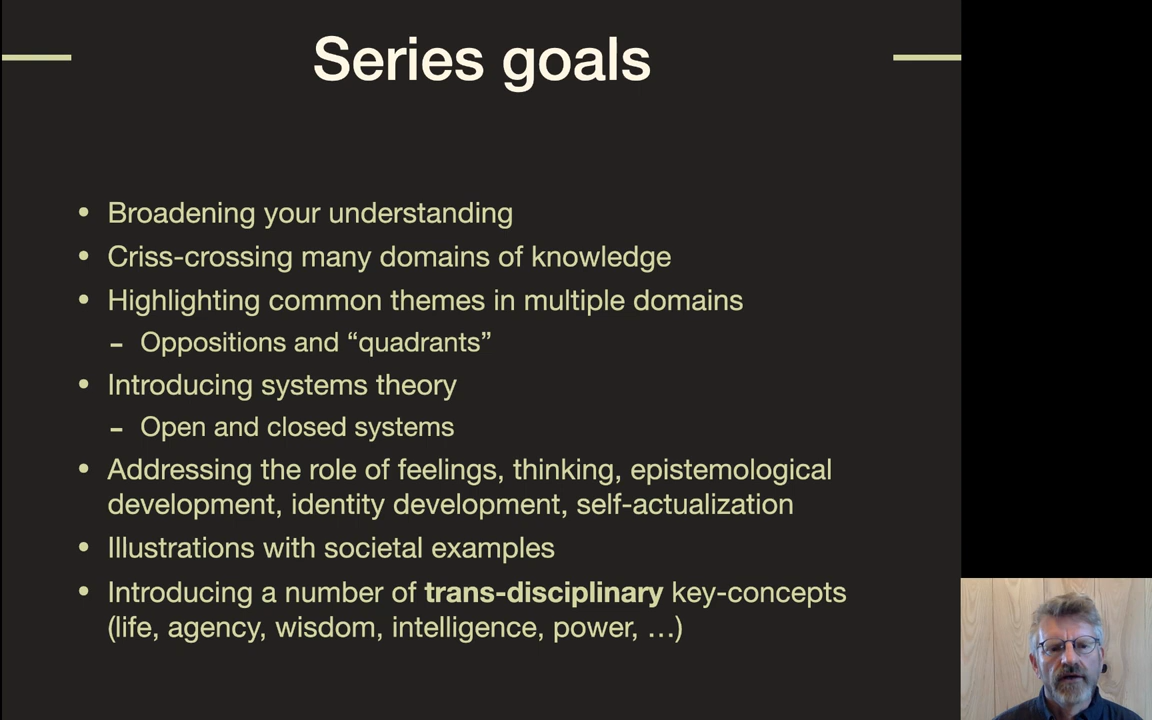 Series goals
• Broadening your understanding
• Criss-crossing many domains of knowledge
• Highlighting common themes in multiple domains
– Oppositions and “quadrants”
• Introducing systems theory
– Open and closed systems
• Addressing the role of feelings, thinking, epistemological
development, identity development, self-actualization
• Illustrations with societal examples
• Introducing a number of trans-disciplinary key-concepts
(life, agency, wisdom, intelligence, power, …)